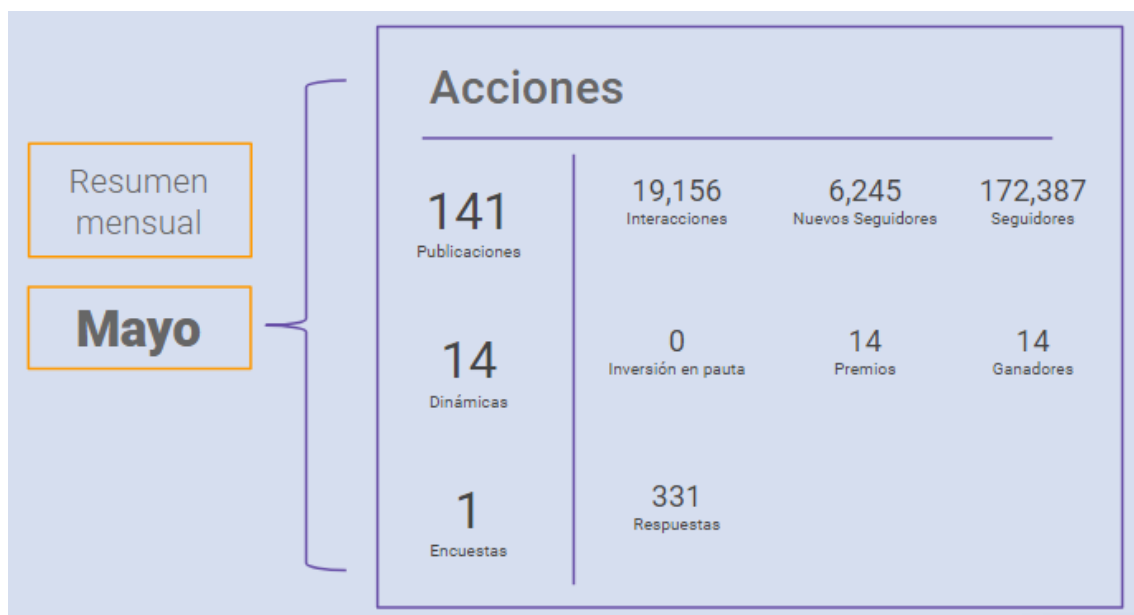 Acciones
Resumen
mensual
Mayo
141
Publicaciones
19,156
Interacciones
6,245
Nuevos Seguidores
172,387
Seguidores
14
Dinámicas
0
Inversión en pauta
14
Premios
14
Ganadores
1
Encuestas
331
Respuestas